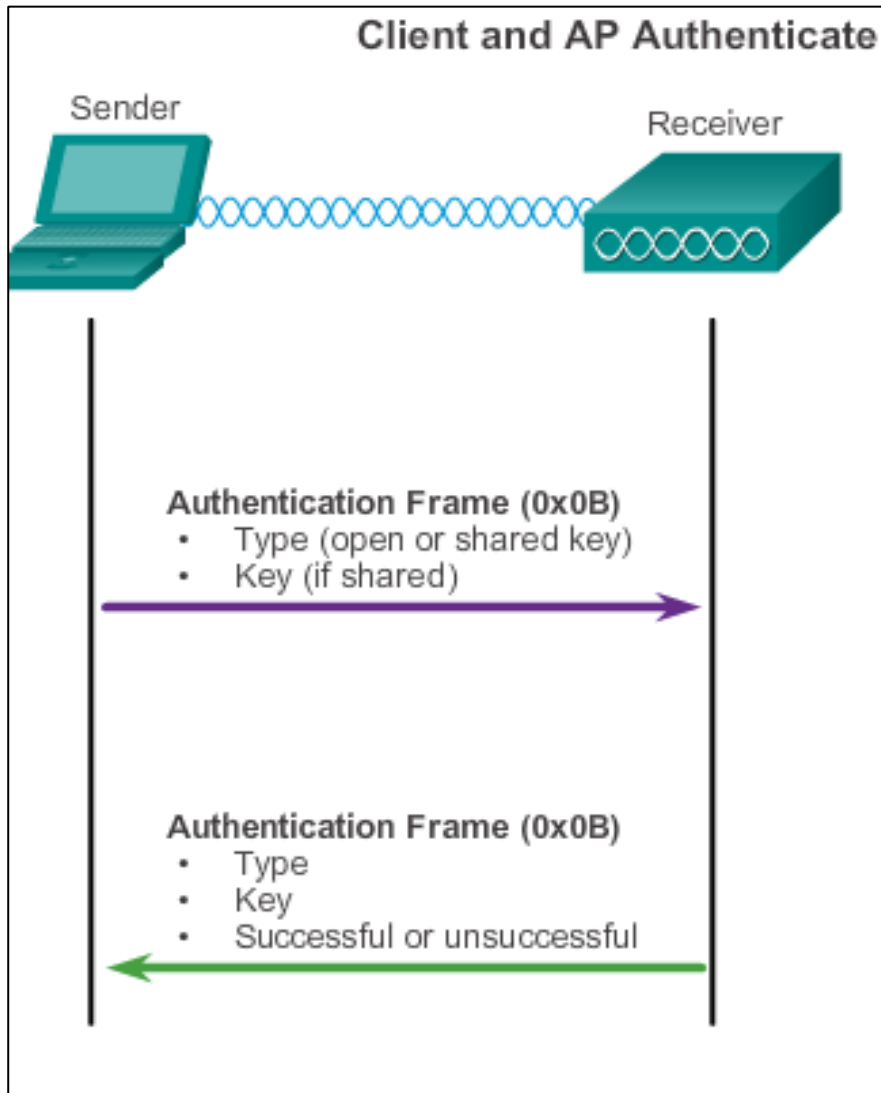 Client and AP Authenticate
Sender
Receiver
Authentication Frame (0x0B)
• Type (open or shared key)
• Key (if shared)
Authentication Frame (0x0B)
• Type
• Key
• Successful or unsuccessful